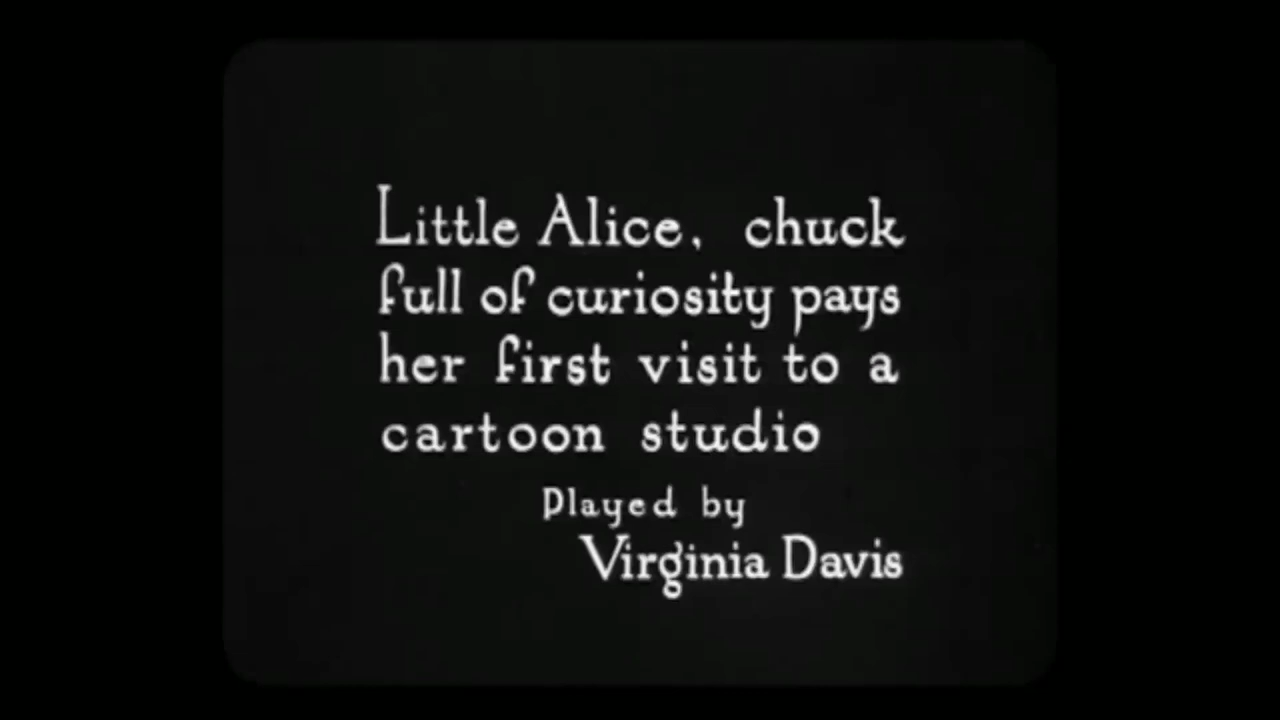 Little Alice, chuck
full of curiosity pays
her first visit to a
cartoon studio
Played by
Virginia Davis